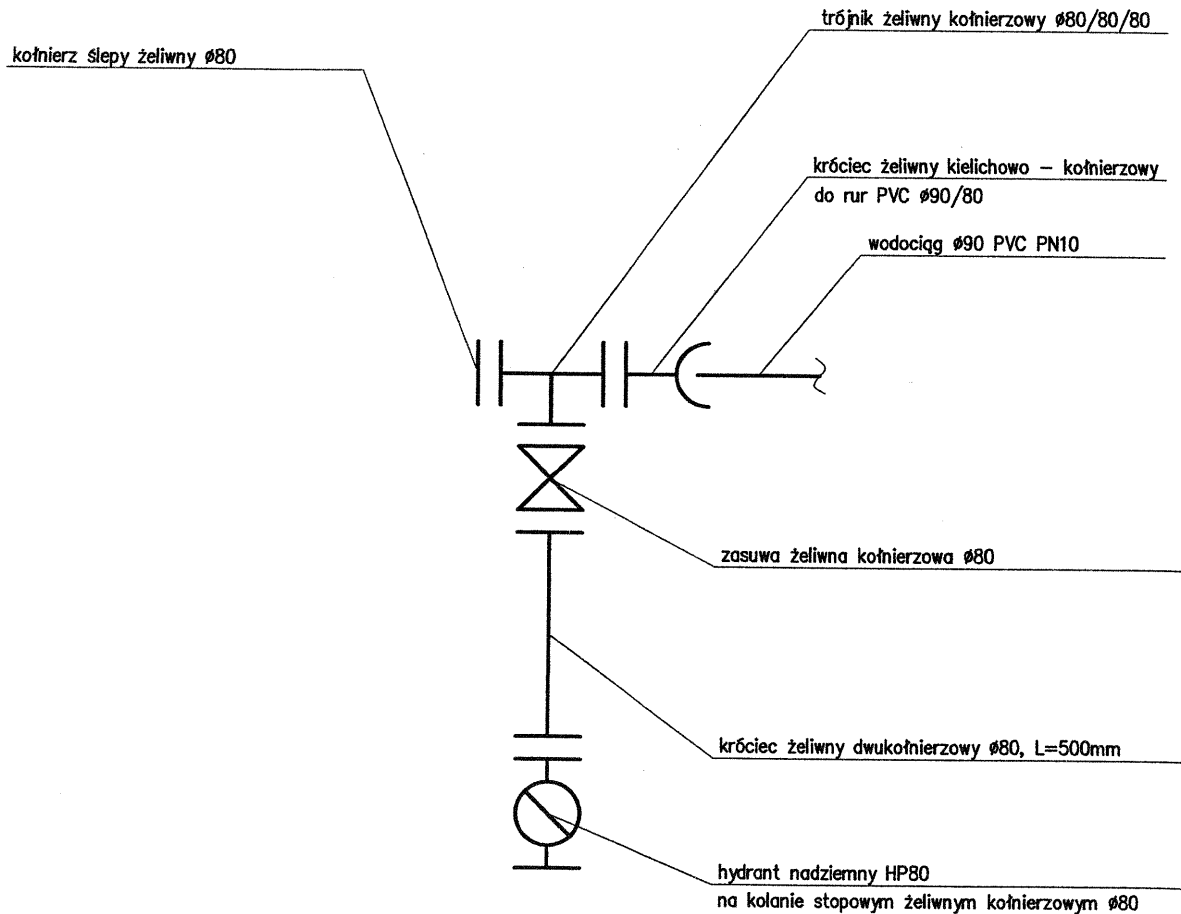 trójnik żeliwny kołnierzowy ø80/80/80
kołnierz ślepy żeliwny ø80
króciec żeliwny kielichowo – kołnierzowy
do rur PVC ø90/80
wodociąg ø90 PVC PN10
zasuwa żeliwna kołnierzowa ø80
króciec żeliwny dwukołnierzowy ø80, L=500mm
hydrant nadziemny HP80
na kolanie stopowym żeliwnym kołnierzowym ø80